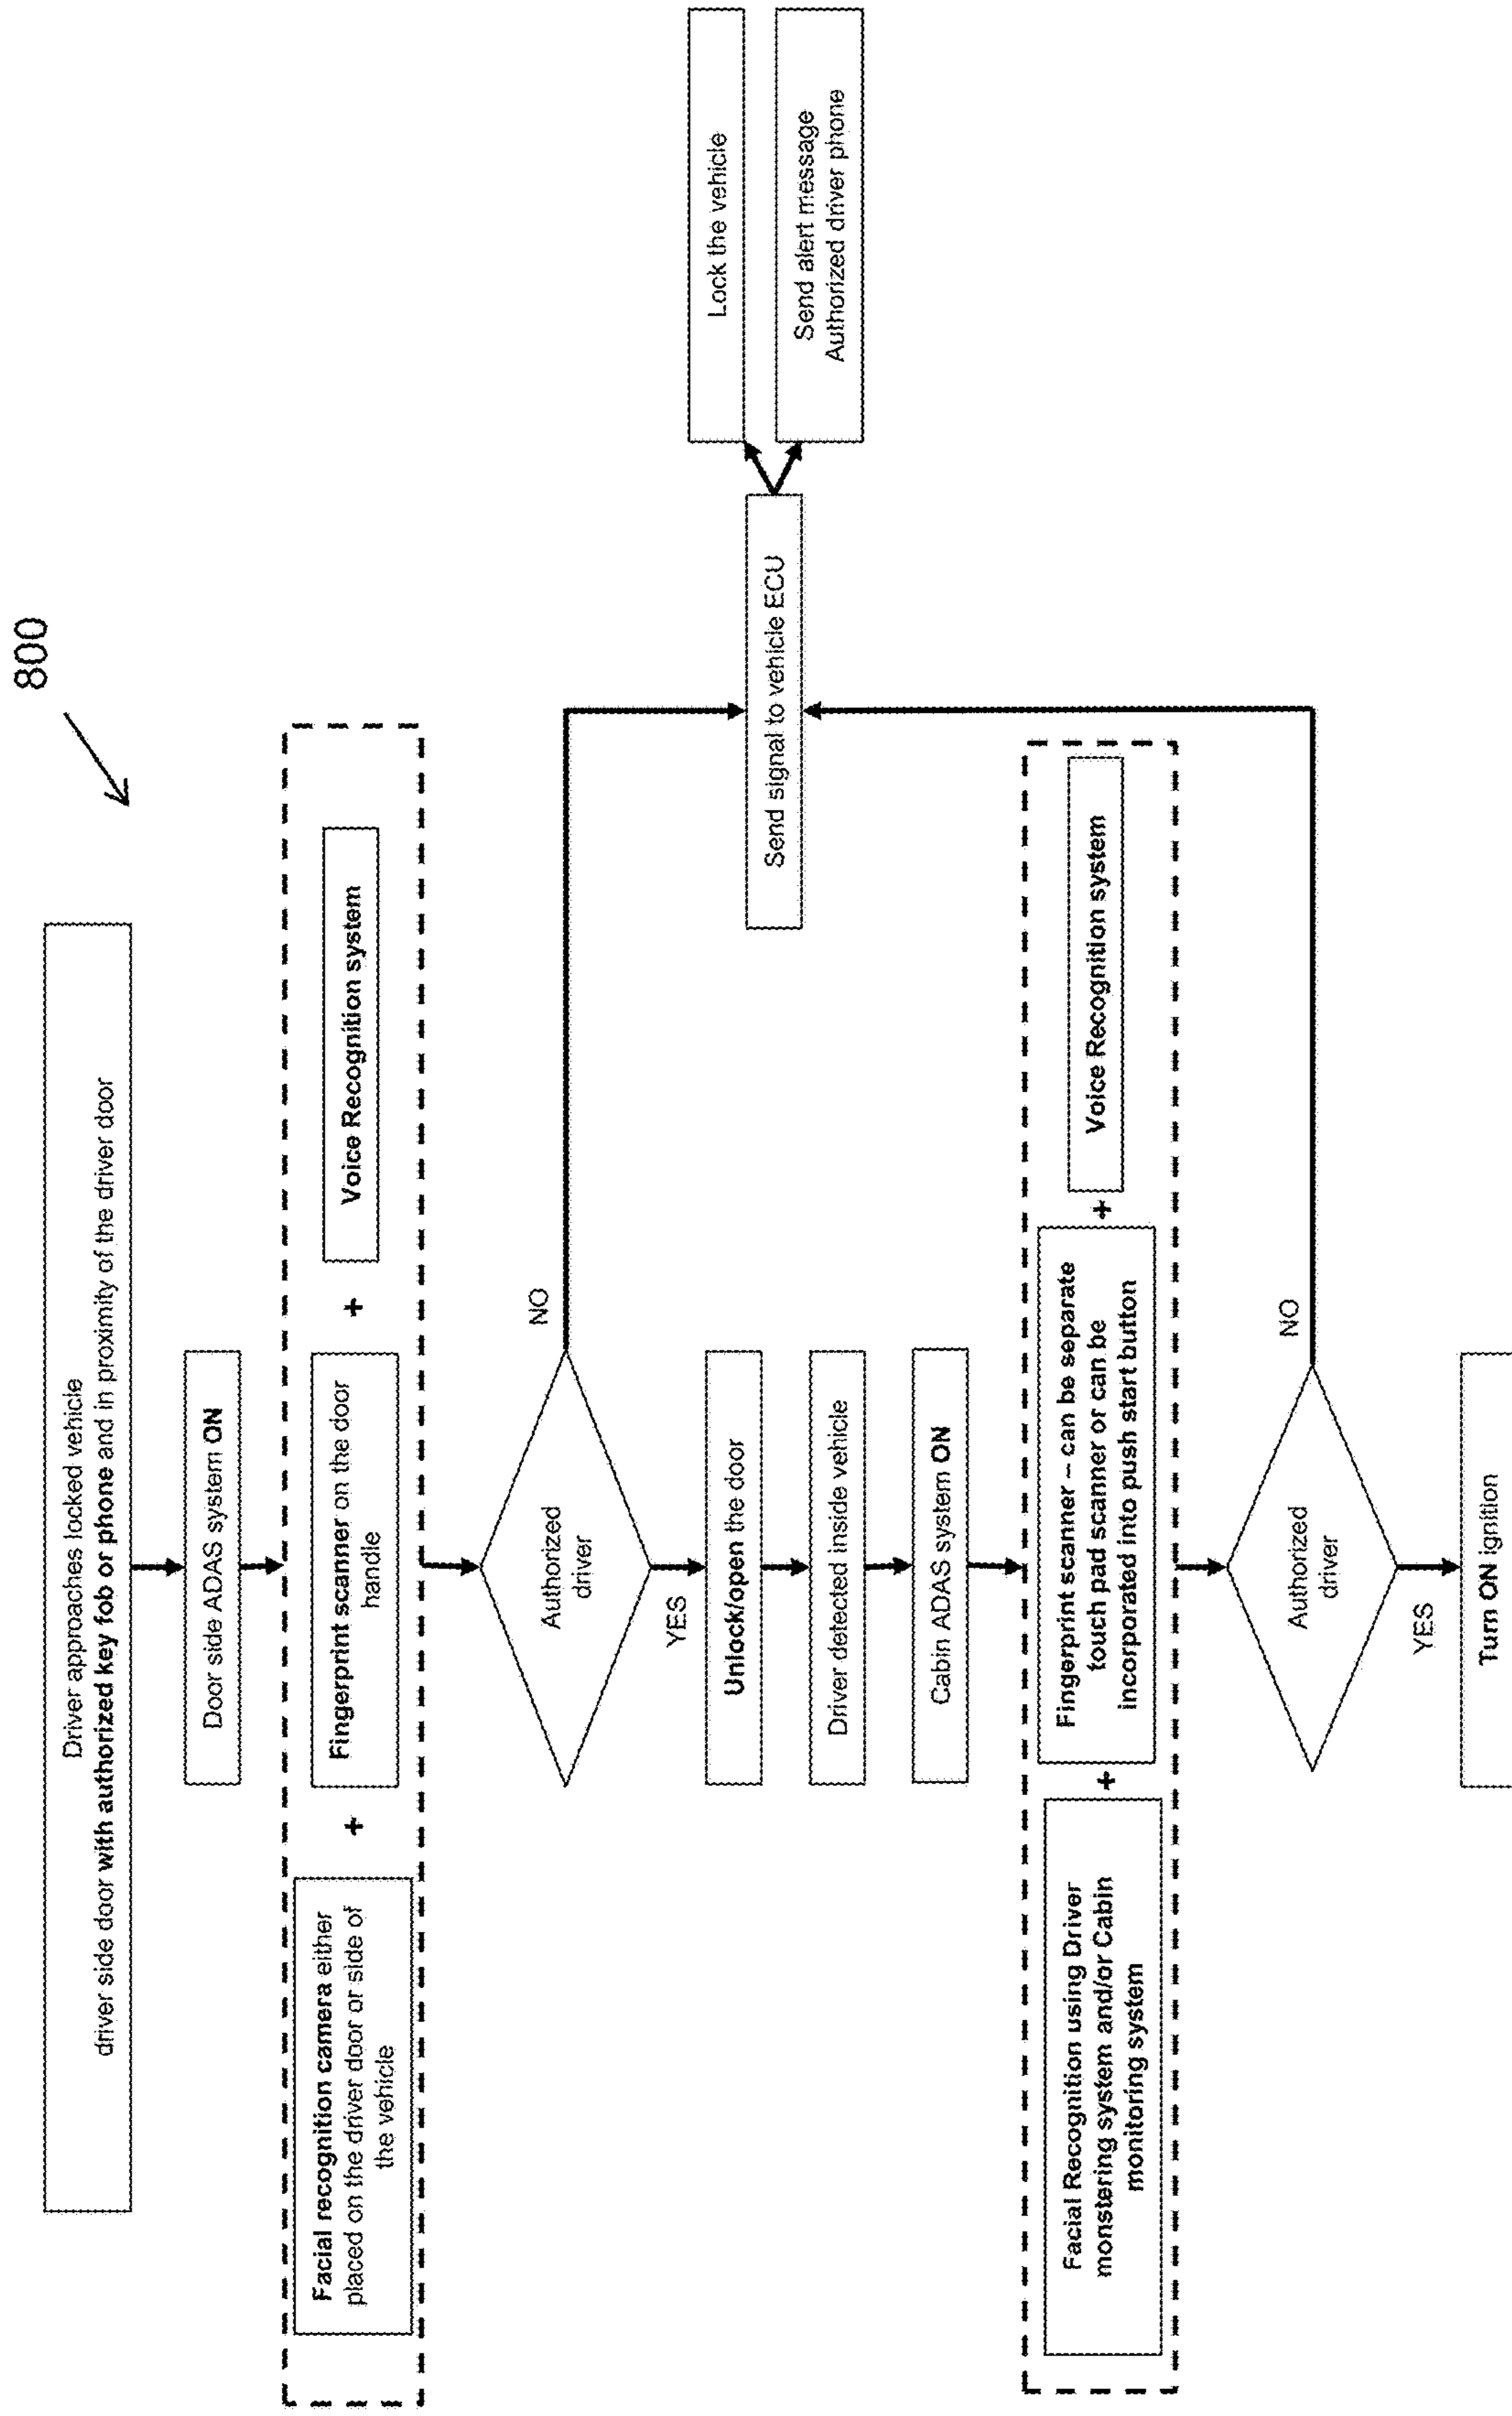 800
Driver approaches locked vehicle
driver side door with authorized key fob or phone and in proximity of the driver door
Door side ADAS system ON
Facial recognition camera either
placed on the driver door or side of
the vehicle
+
Fingerprint scanner on the door
handle
+
Voice Recognition system
Authorized
driver
NO
YES
Unlock/open the door
Driver detected inside vehicle
Cabin ADAS system ON
Send signal to vehicle ECU
Lock the vehicle
Send alert message
Authorized driver phone
Facial Recognition using Driver
monstering system and/or Cabin
monitoring system
+
Fingerprint scanner – can be separate
touch pad scanner or can be
incorporated into push start button
+
Voice Recognition system
Authorized
driver
NO
YES
Turn ON ignition